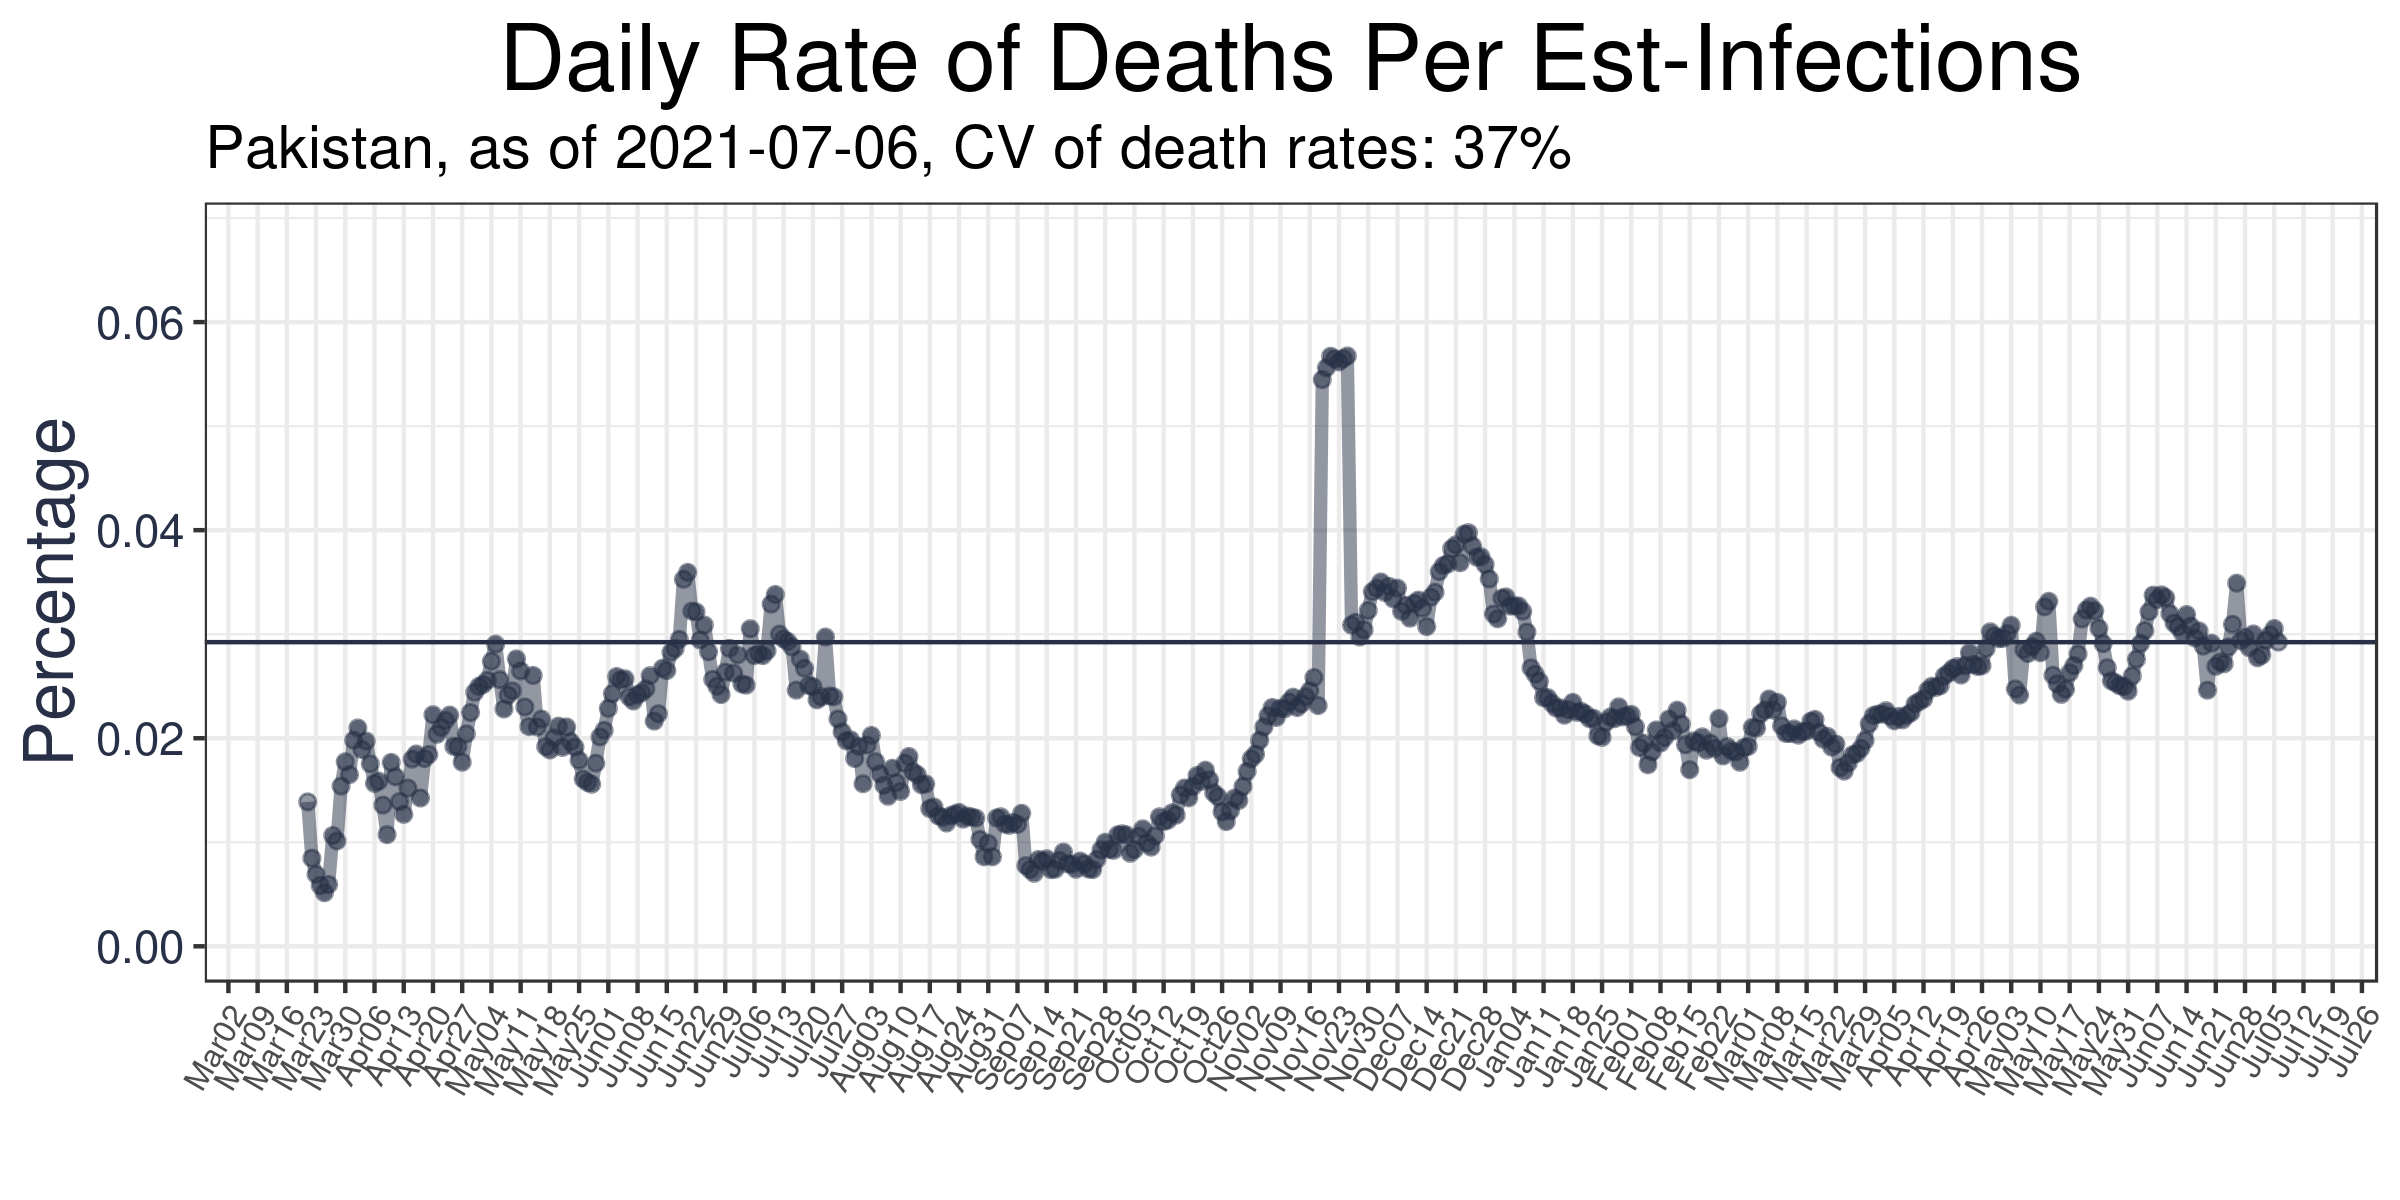 Daily Rate of Deaths Per Est-Infections
Pakistan, as of 2021-07-06, CV of death rates: 37%
Percentage
0.06
0.04
0.02
0.00
Mar02
Mar09
Mar16
Mar23
Mar30
Apr06
Apr13
Apr20
Apr27
May04
May11
May18
May25
Jun01
Jun08
Jun15
Jun22
Jun29
Jul06
Jul13
Jul20
Jul27
Aug03
Aug10
Aug17
Aug24
Aug31
Sep07
Sep14
Sep21
Sep28
Oct05
Oct12
Oct19
Oct26
Nov02
Nov09
Nov16
Nov23
Nov30
Dec07
Dec14
Dec21
Dec28
Jan04
Jan11
Jan18
Jan25
Feb01
Feb08
Feb15
Feb22
Mar01
Mar08
Mar15
Mar22
Mar29
Apr05
Apr12
Apr19
Apr26
May03
May10
May17
May24
May31
Jun07
Jun14
Jun21
Jun28
Jul05
Jul12
Jul19
Jul26